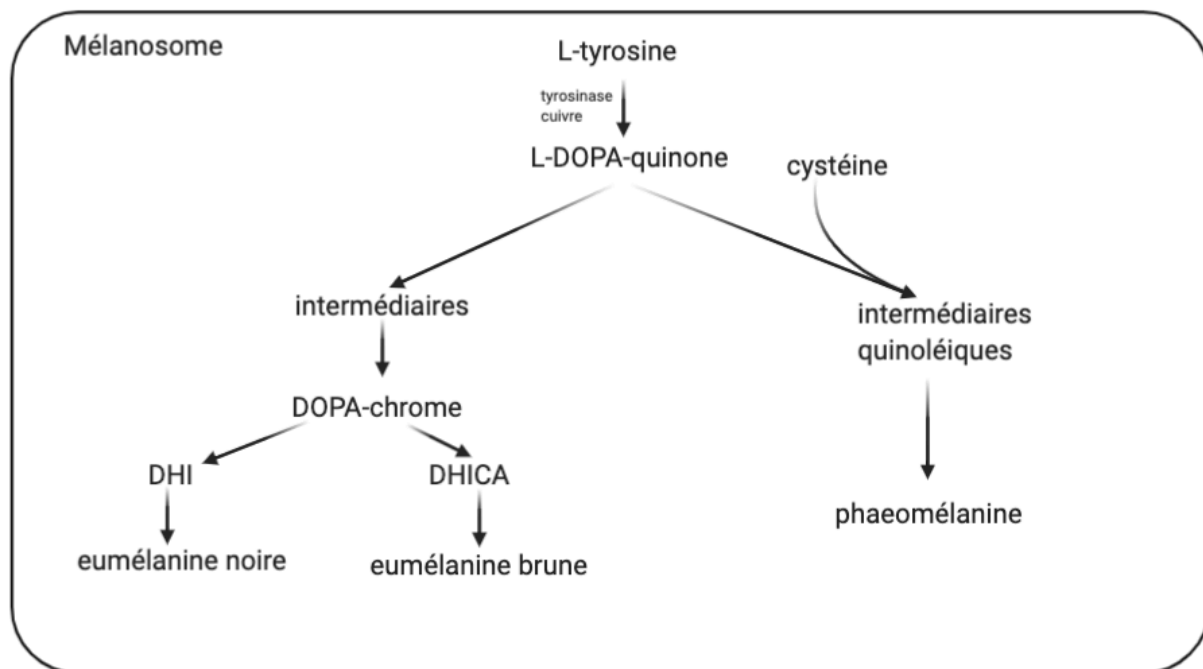 Mélanosome
L-tyrosine
tyrosinase
cuivre
L-DOPA-quinone
cystéine
intermédiaires
intermédiaires
quinoléiques
DOPA-chrome
DHI
DHICA
phaeomélanine
eumélanine noire
eumélanine brune